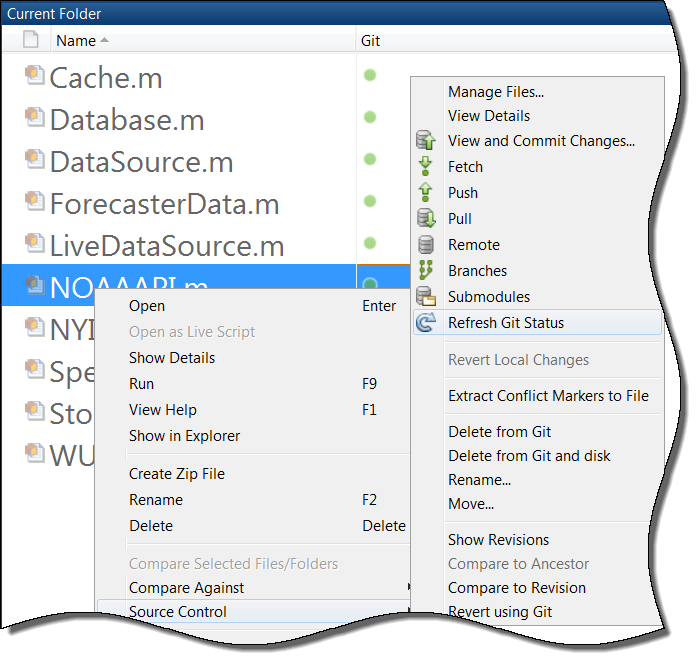 Current Folder
Name Git
Cache.m
Database.m
DataSource.m
ForecasterData.m
LiveDataSource.m
NOAAAPI.m
NYI
Spe
Sto
WU
Open Enter
Open as Live Script
Show Details
Run F9
View Help F1
Show in Explorer
Create Zip File
Rename F2
Delete Delete
Compare Selected Files/Folders
Compare Against
Source Control
Manage Files...
View Details
View and Commit Changes...
Fetch
Push
Pull
Remote
Branches
Submodules
Refresh Git Status
Revert Local Changes
Extract Conflict Markers to File
Delete from Git
Delete from Git and disk
Rename...
Move...
Show Revisions
Compare to Ancestor
Compare to Revision
Revert using Git